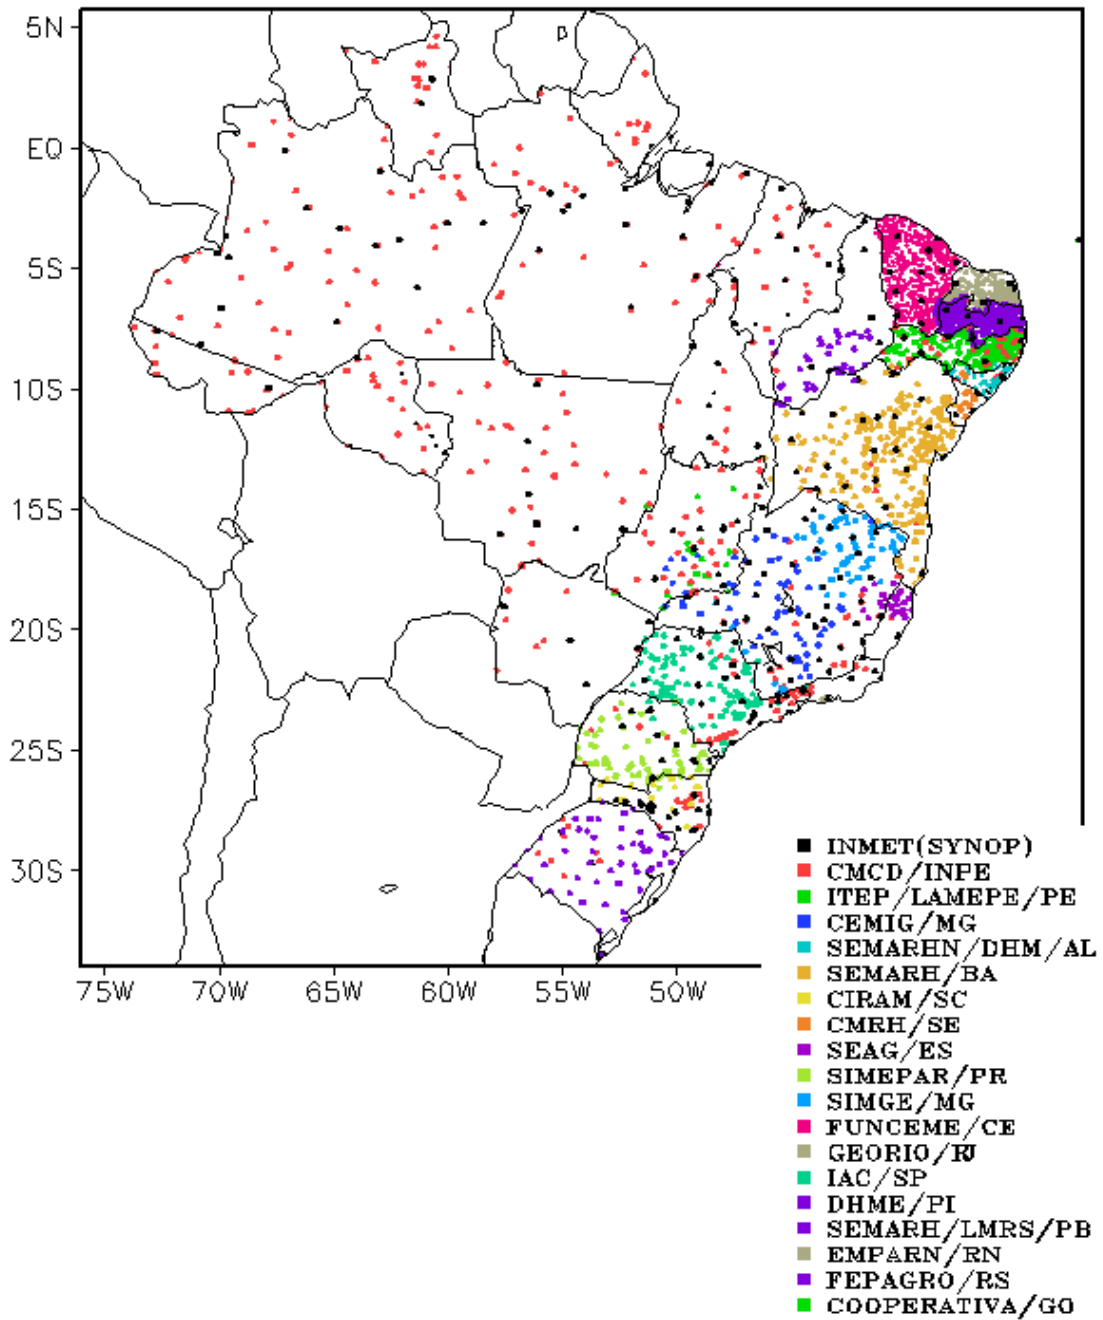 5N
EQ
5S
10S
15S
20S
25S
30S
75W 70W 65W 60W 55W 50W
INMET(SYNOP)
CMCD/INPE
ITEP/LAMEPE/PE
CEMIG/MG
SEMARHN/DHM/AL
SEMARH/BA
CIRAM/SC
CMRH/SE
SEAG/ES
SIMEPAR/PR
SIMGE/MG
FUNCEME/CE
GEORIO/RJ
IAC/SP
DHME/PI
SEMARH/LMRS/PB
EMPARN/RN
FEPAGRO/RS
COOPERATIVA/GO